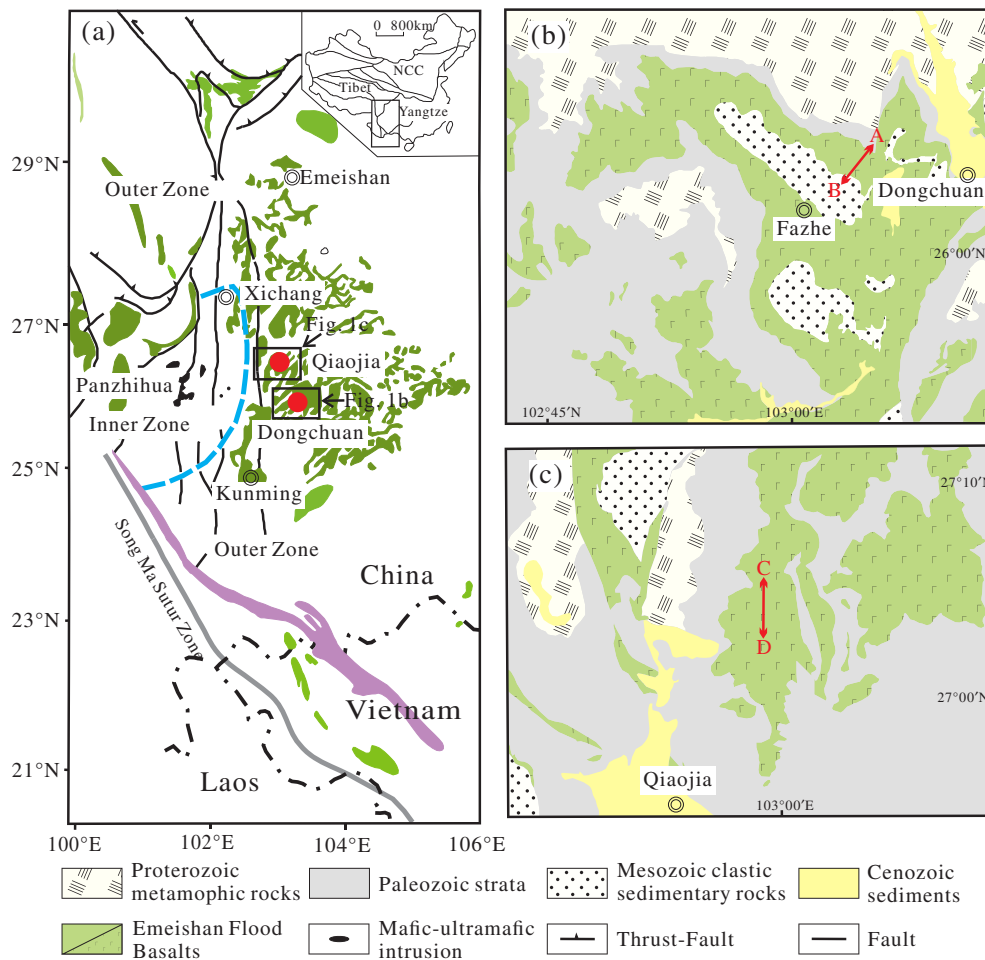 (a)
0 800km
NCC
Tibet
Yangtze
29°N
27°N
25°N
23°N
21°N
100°E
102°E
104°E
106°E
Outer Zone
Emeishan
Xichang
Fig. 1c
Qiaojia
Panzhihua
Fig. 1b
Inner Zone
Dongchuan
Kunming
Outer Zone
Song Ma Sutur Zone
China
Vietnam
Laos
(b)
A
B
Dongchuan
Fazhe
26°00′N
102°45′N
103°00′E
(c)
27°10′N
C
D
27°00′N
Qiaojia
103°00′E
Proterozoic
metamophic rocks
Paleozoic strata
Mesozoic clastic
sedimentary rocks
Cenozoic
sediments
Emeishan Flood
Basalts
Mafic-ultramafic
intrusion
Thrust-Fault
Fault